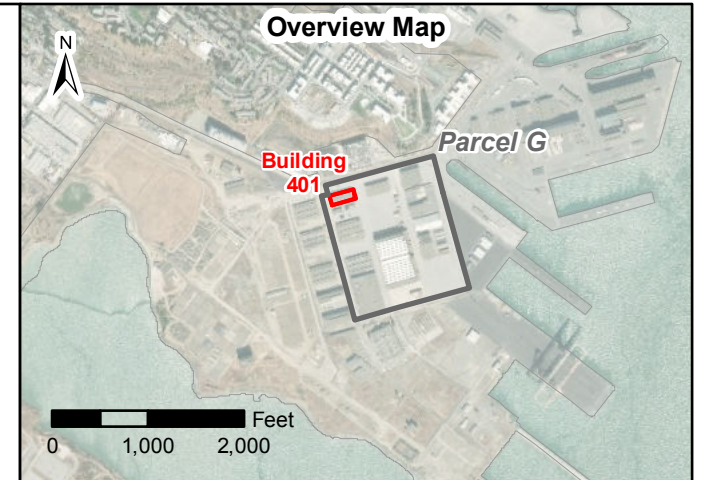 Overview Map
N
Parcel G
Building
401
Feet
0 1,000 2,000